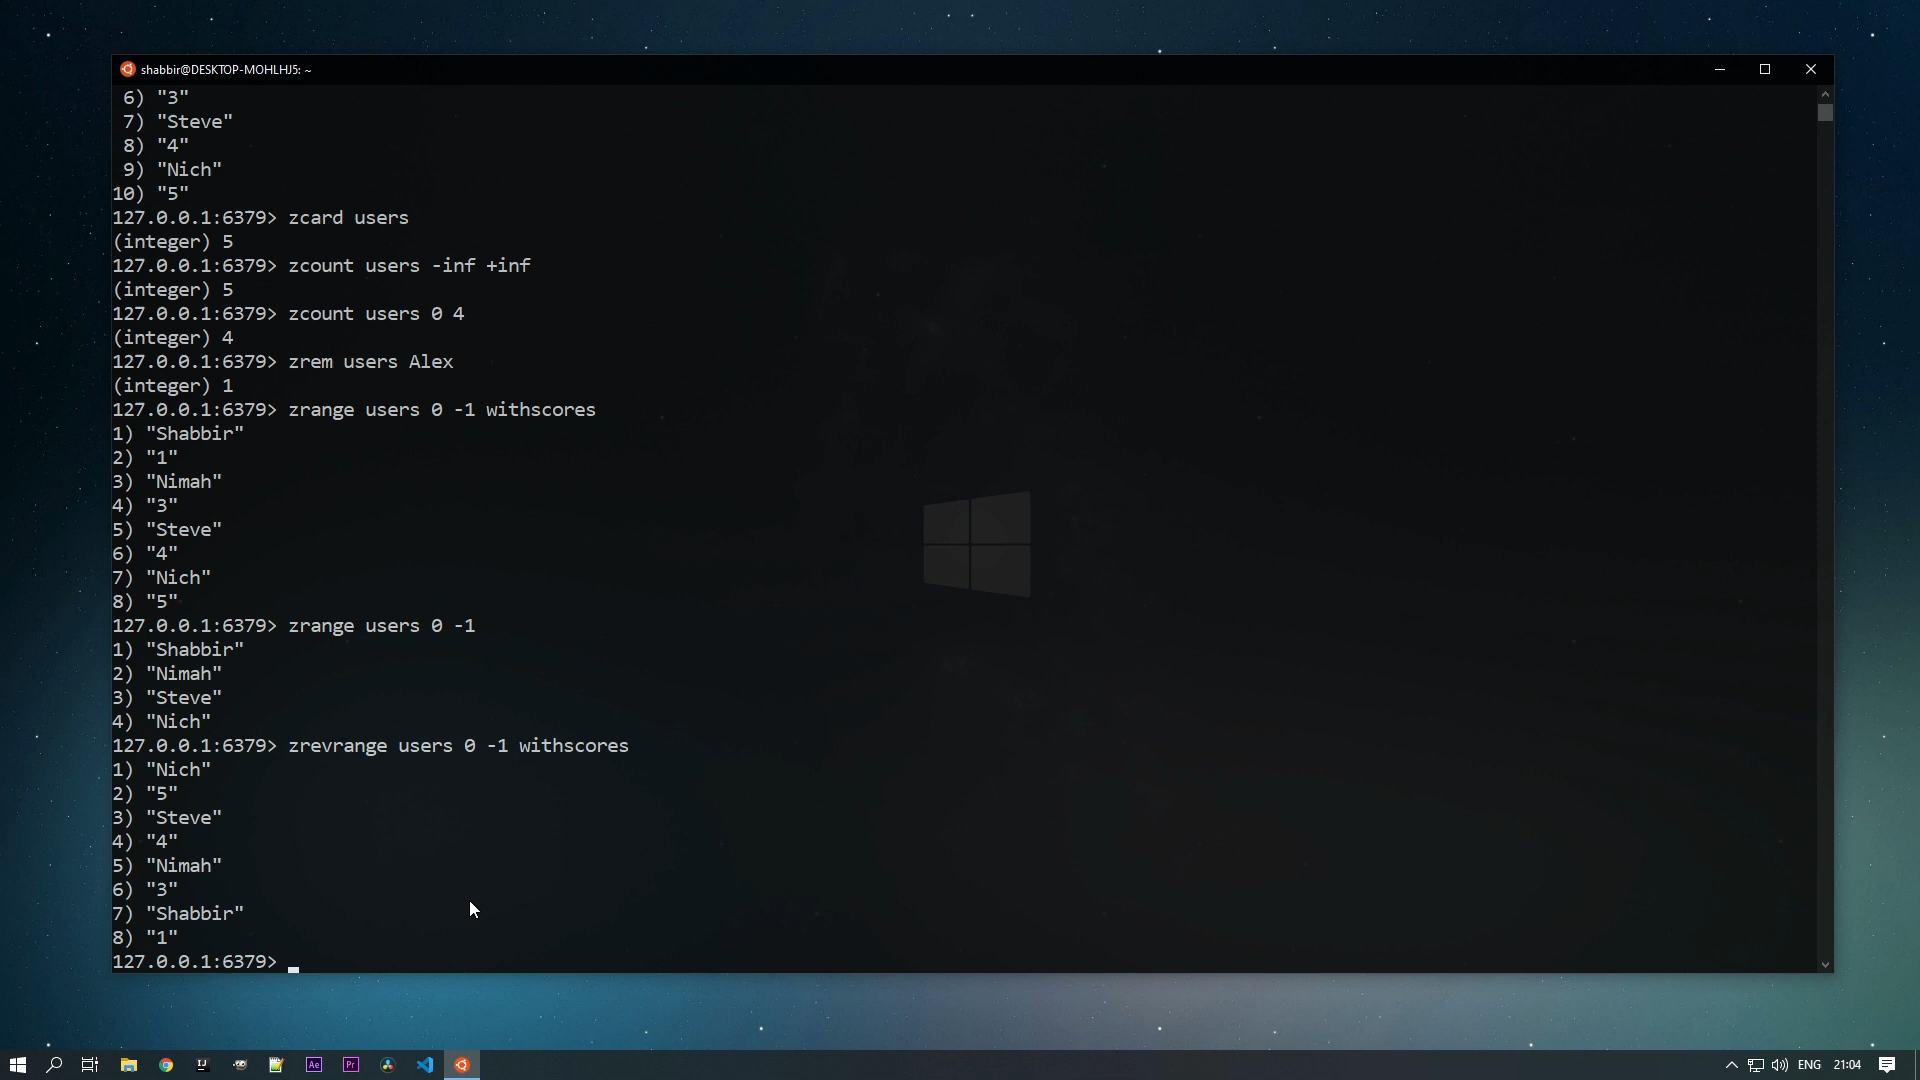 shabbir@DESKTOP-MOHLHJ5: ~
6) "3"
7) "Steve"
8) "4"
9) "Nich"
10) "5"
127.0.0.1:6379> zcard users
(integer) 5
127.0.0.1:6379> zcount users -inf +inf
(integer) 5
127.0.0.1:6379> zcount users 0 4
(integer) 4
127.0.0.1:6379> zrem users Alex
(integer) 1
127.0.0.1:6379> zrange users 0 -1 withscores
1) "Shabbir"
2) "1"
3) "Nimah"
4) "3"
5) "Steve"
6) "4"
7) "Nich"
8) "5"
127.0.0.1:6379> zrange users 0 -1
1) "Shabbir"
2) "Nimah"
3) "Steve"
4) "Nich"
127.0.0.1:6379> zrevrange users 0 -1 withscores
1) "Nich"
2) "5"
3) "Steve"
4) "4"
5) "Nimah"
6) "3"
7) "Shabbir"
8) "1"
127.0.0.1:6379>
IJ Ae Pr ENG 21:04